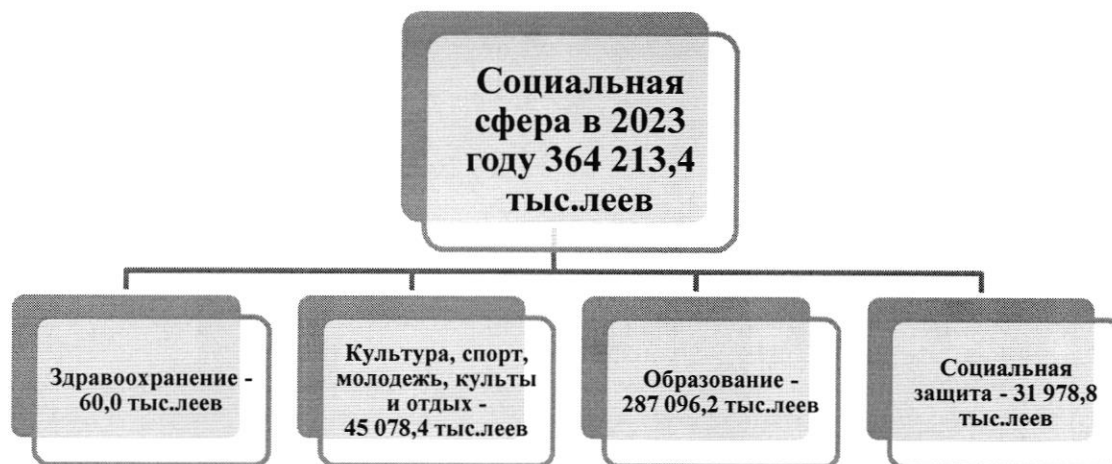 Социальная
сфера в 2023
году 364 213,4
тыс.леев
Здравоохранение -
60,0 тыс.леев
Культура, спорт,
молодежь, культы
и отдых -
45 078,4 тыс.леев
Образование -
287 096,2 тыс.леев
Социальная
защита - 31 978,8
тыс.леев